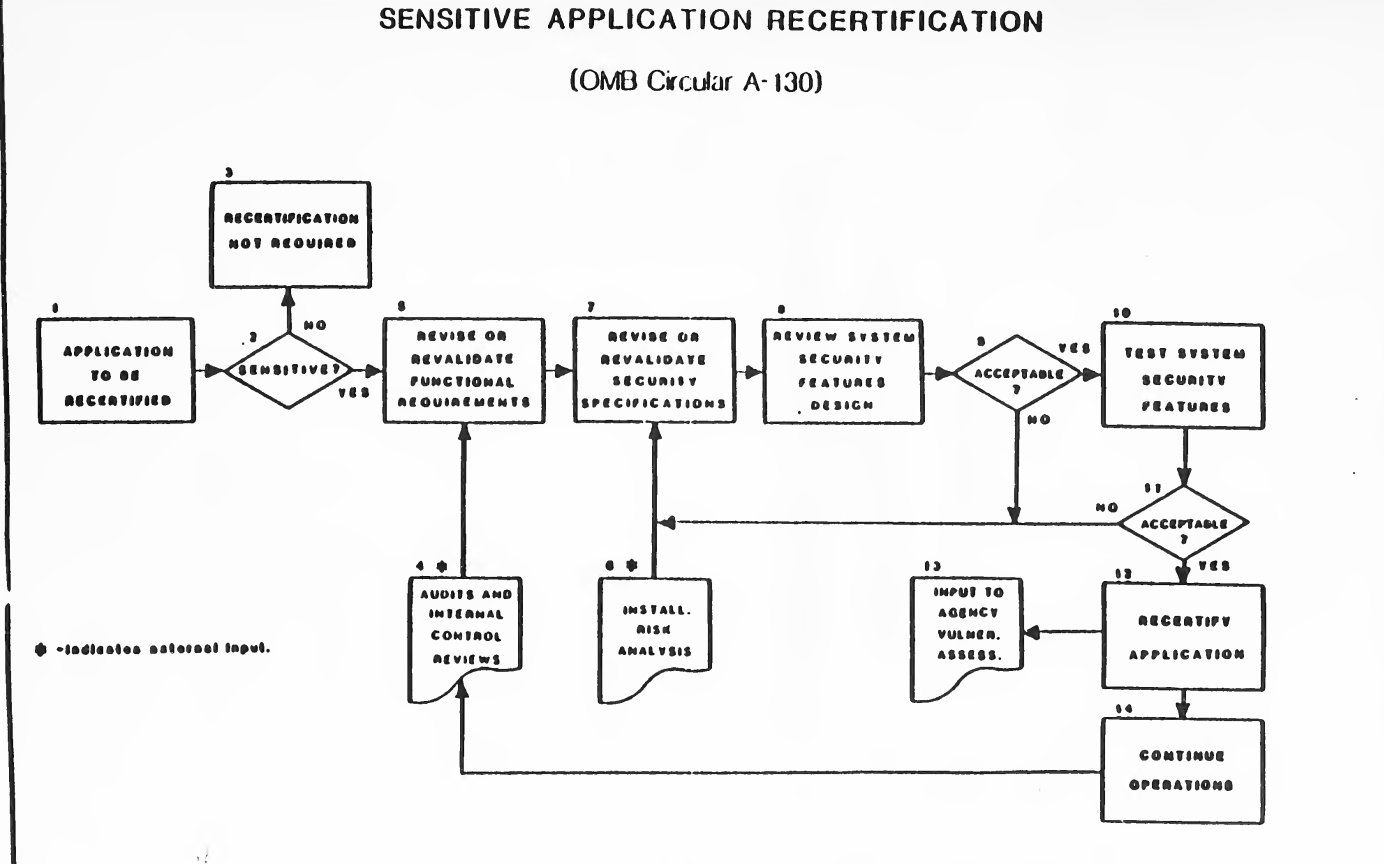 SENSITIVE APPLICATION RECERTIFICATION
(OMB Circular A-130)
3
RECERTIFICATION
NOT REQUIRED
1
APPLICATION
TO BE
RECERTIFIED
2
SENSITIVE?
NO
YES
5
REVISE OR
REVALIDATE
FUNCTIONAL
REQUIREMENTS
7
REVISE OR
REVALIDATE
SECURITY
SPECIFICATIONS
8
REVIEW SYSTEM
SECURITY
FEATURES
DESIGN
9
ACCEPTABLE
?
YES
NO
10
TEST SYSTEM
SECURITY
FEATURES
11
NO
ACCEPTABLE
?
YES
4 *
AUDITS AND
INTERNAL
CONTROL
REVIEWS
6 *
INSTALL.
RISK
ANALYSIS
13
INPUT TO
AGENCY
VULNER.
ASSESS.
12
RECERTIFY
APPLICATION
* -Indicates external input.
14
CONTINUE
OPERATIONS